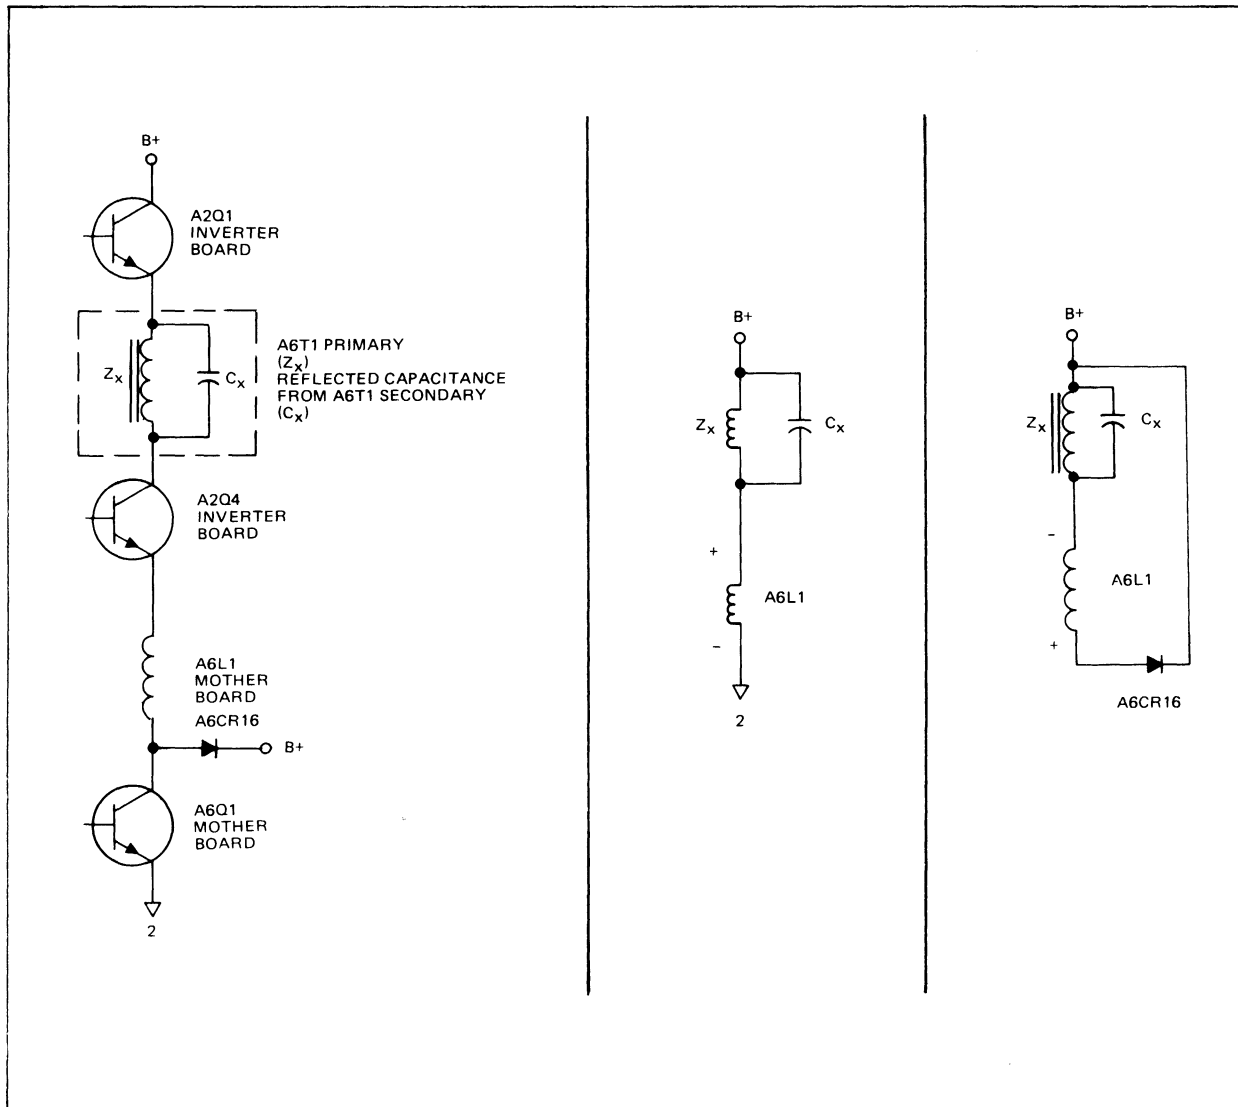 B+
A2Q1
INVERTER
BOARD
Zx
Cx
A6T1 PRIMARY
(Zx)
REFLECTED CAPACITANCE
FROM A6T1 SECONDARY
(Cx)
A2Q4
INVERTER
BOARD
A6L1
MOTHER
BOARD
A6CR16
B+
A6Q1
MOTHER
BOARD
2
B+
Zx
Cx
+
A6L1
-
2
B+
Zx
Cx
-
A6L1
+
A6CR16